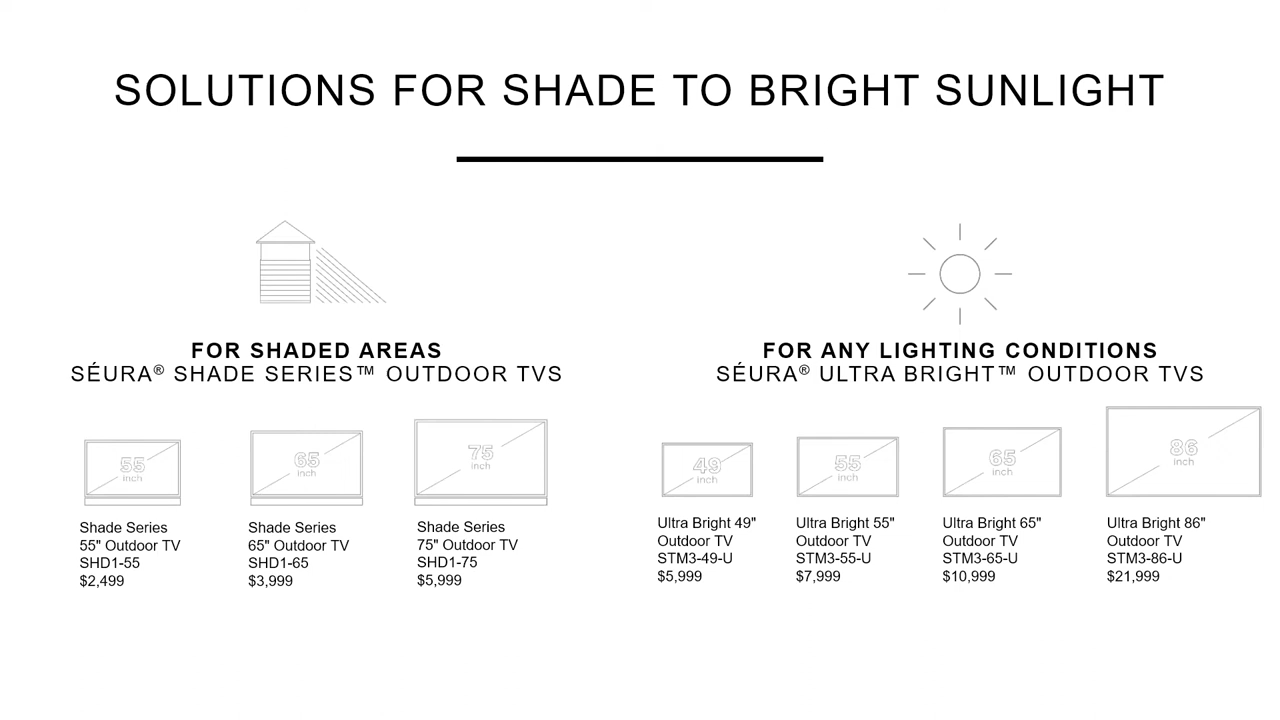 SOLUTIONS FOR SHADE TO BRIGHT SUNLIGHT
FOR SHADED AREAS
SÉURA® SHADE SERIES™ OUTDOOR TVS
55
inch
65
inch
75
inch
Shade Series
55" Outdoor TV
SHD1-55
$2,499
Shade Series
65" Outdoor TV
SHD1-65
$3,999
Shade Series
75" Outdoor TV
SHD1-75
$5,999
FOR ANY LIGHTING CONDITIONS
SÉURA® ULTRA BRIGHT™ OUTDOOR TVS
49
inch
55
inch
65
inch
86
inch
Ultra Bright 49"
Outdoor TV
STM3-49-U
$5,999
Ultra Bright 55"
Outdoor TV
STM3-55-U
$7,999
Ultra Bright 65"
Outdoor TV
STM3-65-U
$10,999
Ultra Bright 86"
Outdoor TV
STM3-86-U
$21,999